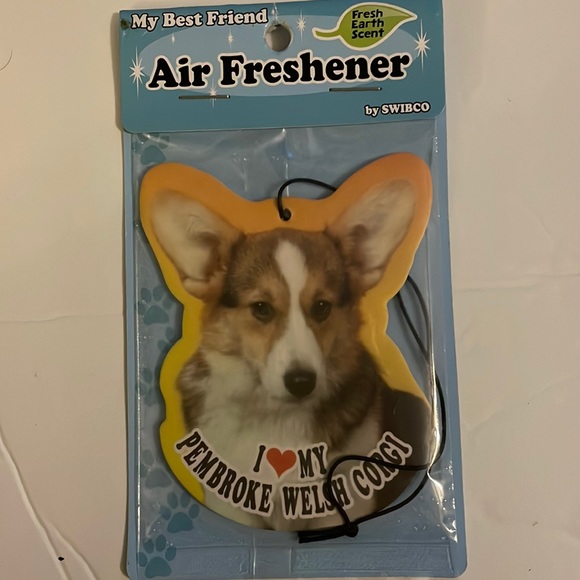 My Best Friend
Fresh
Earth
Scent
Air Freshener
by SWIBCO
I ❤ MY
PEMBROKE WELSH CORGI